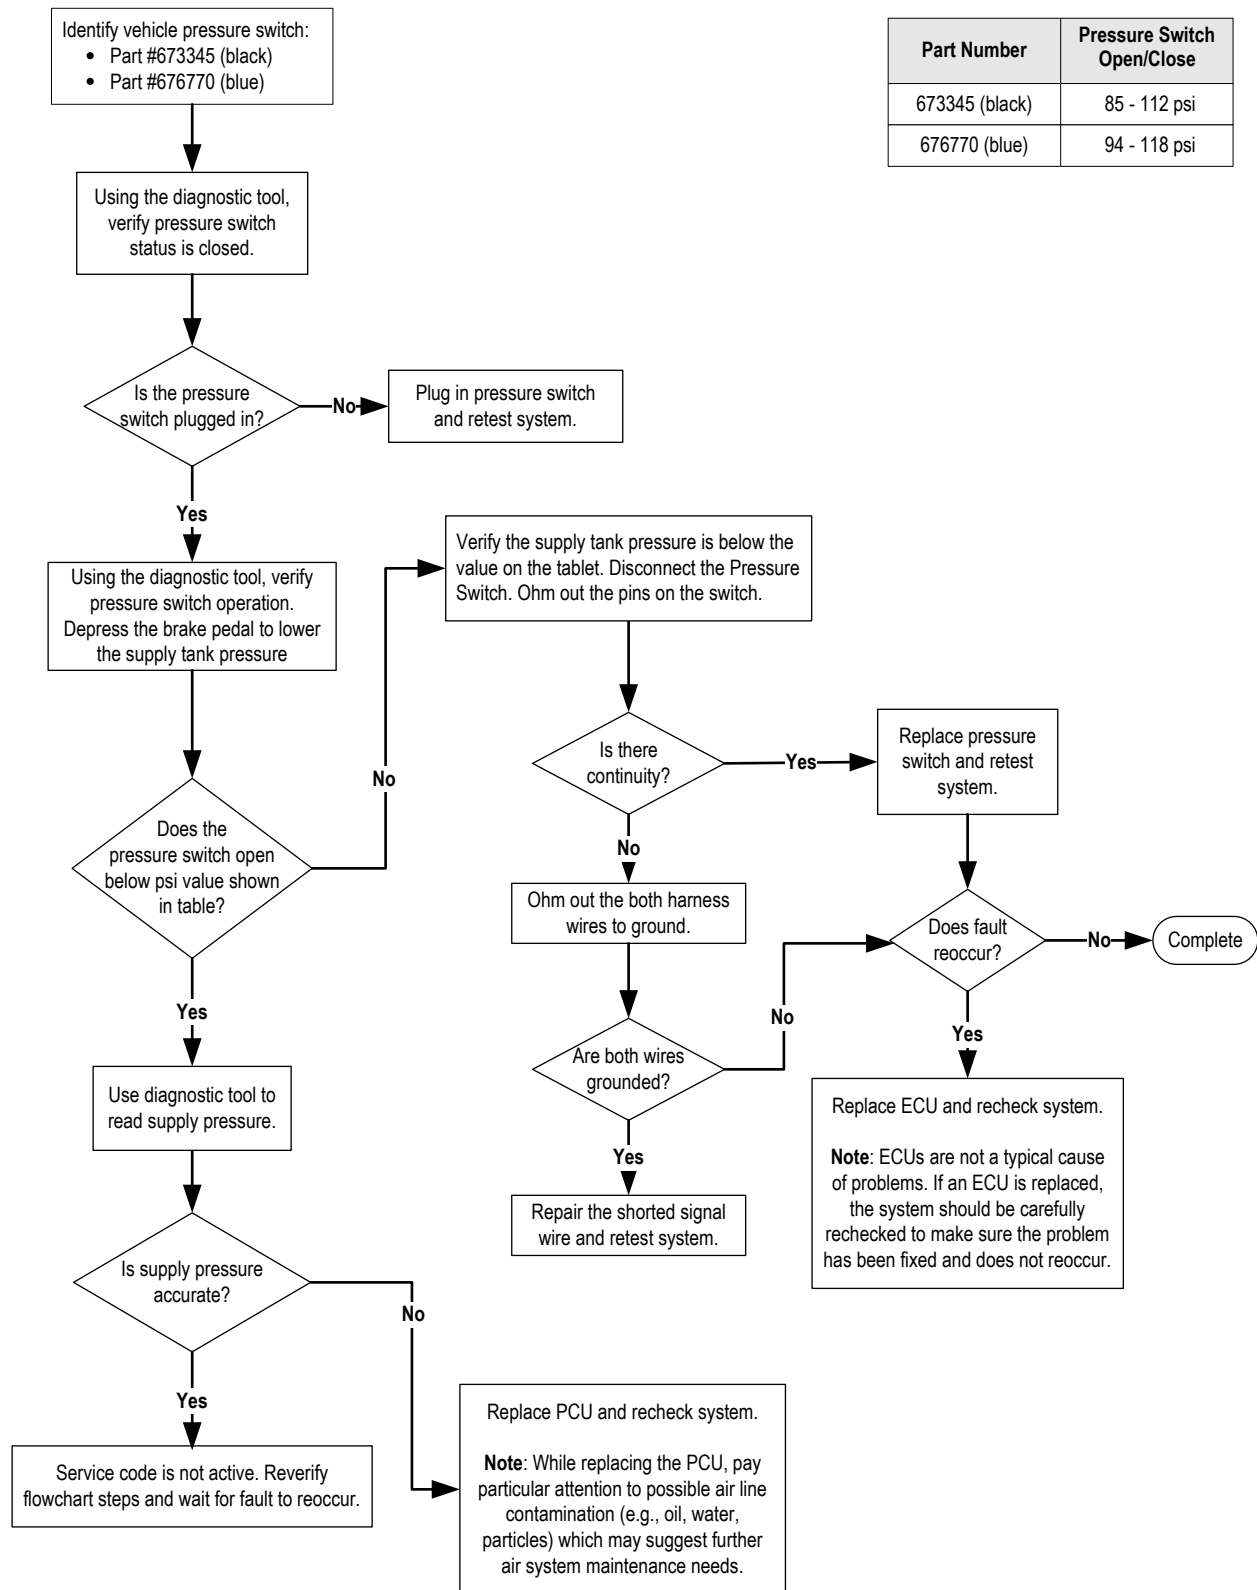 Identify vehicle pressure switch:
• Part #673345 (black)
• Part #676770 (blue)
Part Number
Pressure Switch
Open/Close
673345 (black)
85 - 112 psi
676770 (blue)
94 - 118 psi
Using the diagnostic tool,
verify pressure switch
status is closed.
Is the pressure
switch plugged in?
No
Plug in pressure switch
and retest system.
Yes
Using the diagnostic tool, verify
pressure switch operation.
Depress the brake pedal to lower
the supply tank pressure
Does the
pressure switch open
below psi value shown
in table?
No
Verify the supply tank pressure is below the
value on the tablet. Disconnect the Pressure
Switch. Ohm out the pins on the switch.
Is there
continuity?
Yes
Replace pressure
switch and retest
system.
No
Ohm out the both harness
wires to ground.
Does fault
reoccur?
No
Complete
Are both wires
grounded?
No
Yes
Replace ECU and recheck system.
Note: ECUs are not a typical cause
of problems. If an ECU is replaced,
the system should be carefully
rechecked to make sure the problem
has been fixed and does not reoccur.
Yes
Repair the shorted signal
wire and retest system.
Yes
Use diagnostic tool to
read supply pressure.
Is supply pressure
accurate?
No
Replace PCU and recheck system.
Note: While replacing the PCU, pay
particular attention to possible air line
contamination (e.g., oil, water,
particles) which may suggest further
air system maintenance needs.
Yes
Service code is not active. Reverify
flowchart steps and wait for fault to reoccur.